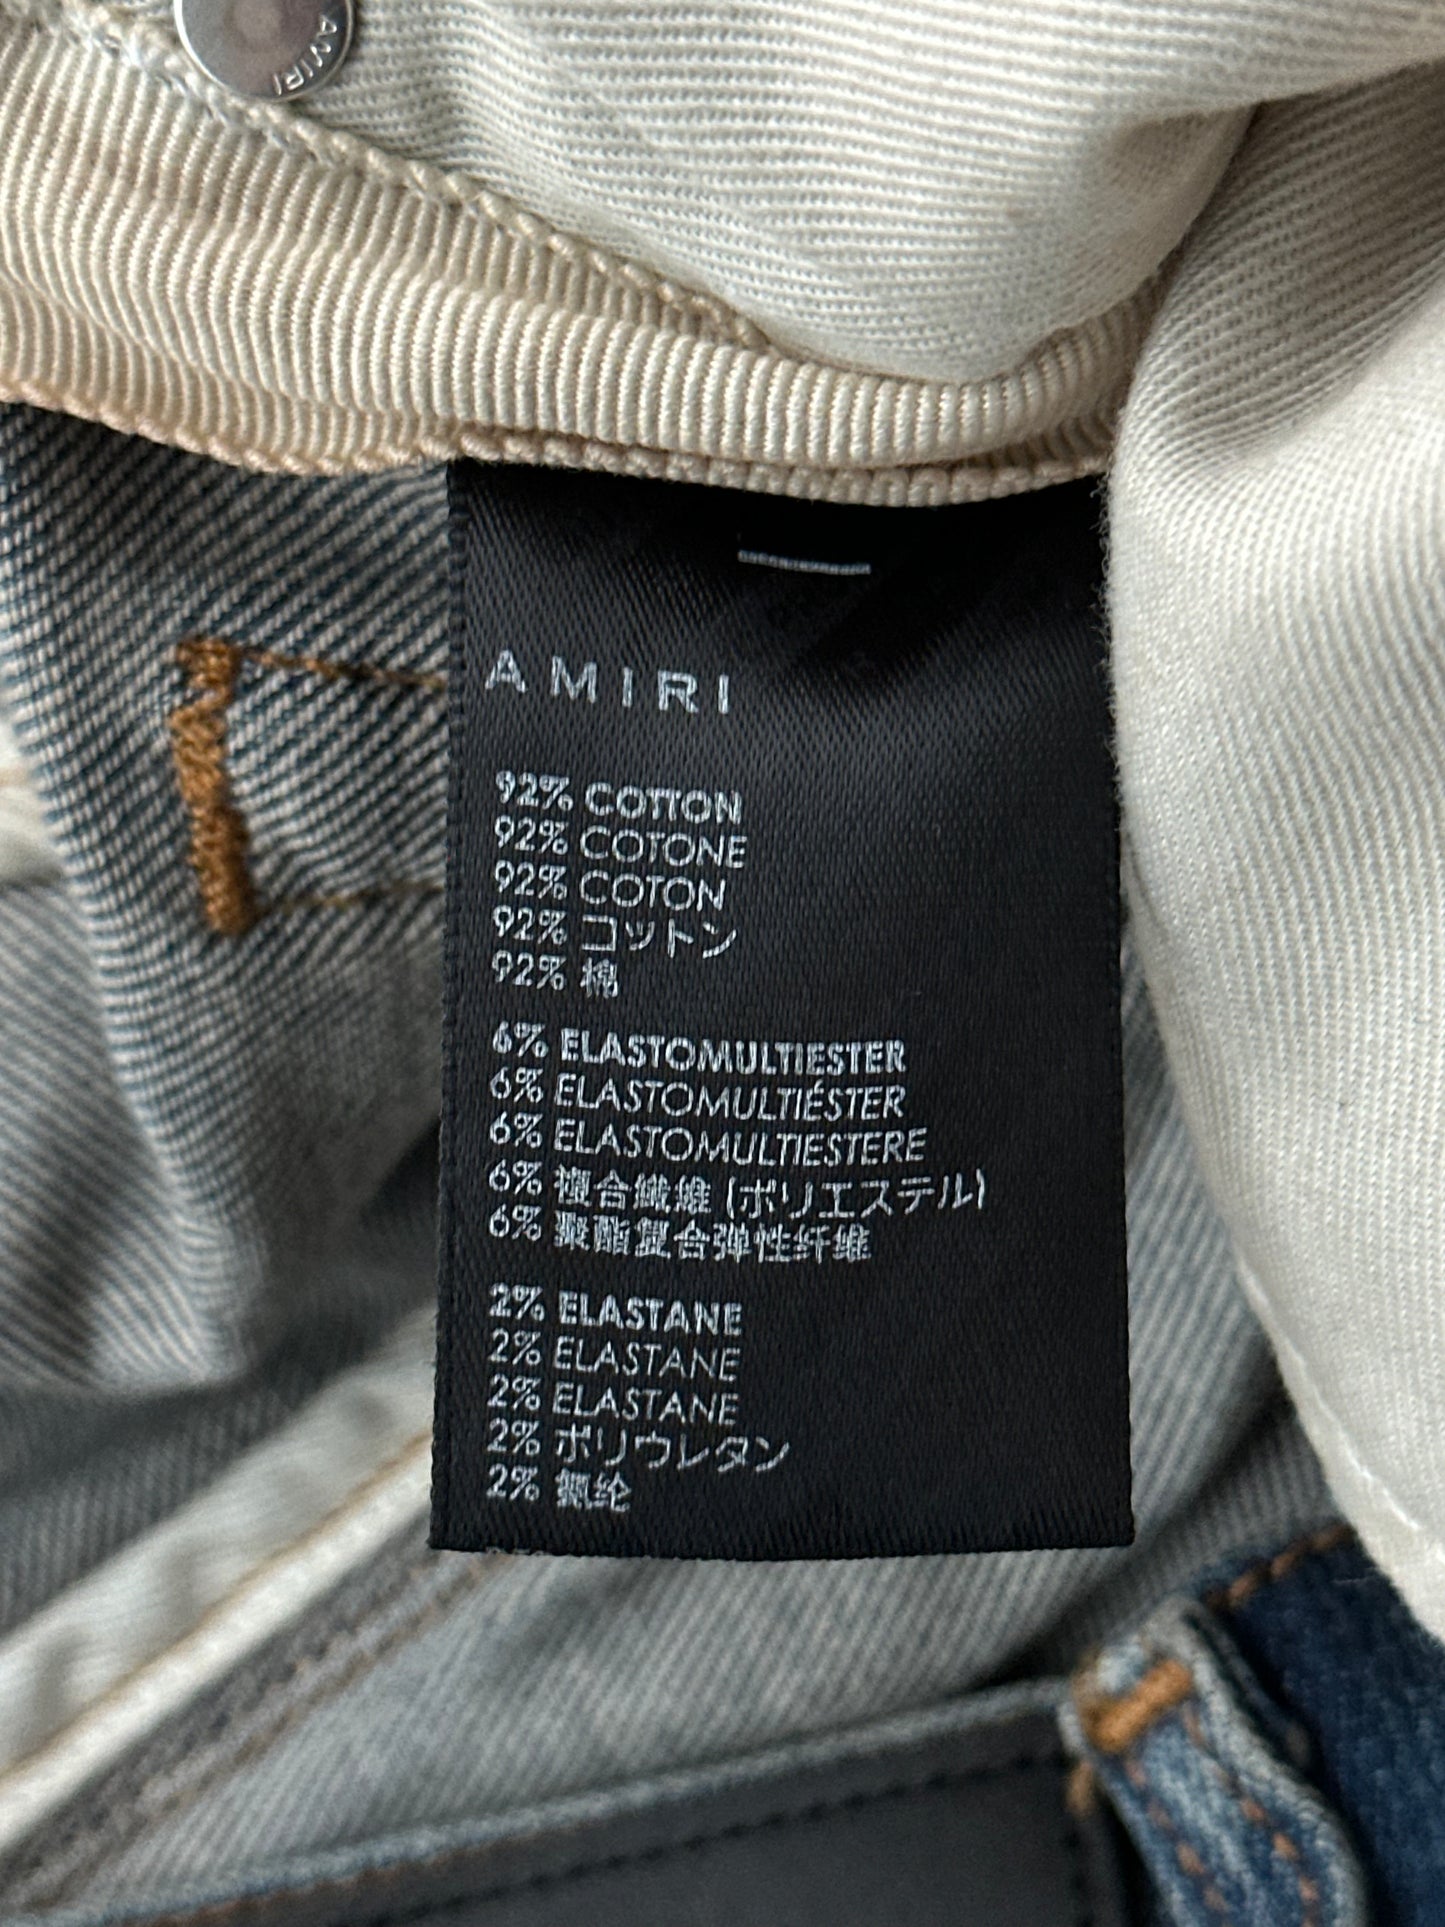 AMIRI
AMIRI
92% COTTON
92% COTONE
92% COTON
92% コットン
92% 棉
6% ELASTOMULTIESTER
6% ELASTOMULTIÉSTER
6% ELASTOMULTIESTERE
6% 複合繊維 (ポリエステル)
6% 聚酯复合弹性纤维
2% ELASTANE
2% ELASTANE
2% ELASTANE
2% ポリウレタン
2% 氨纶